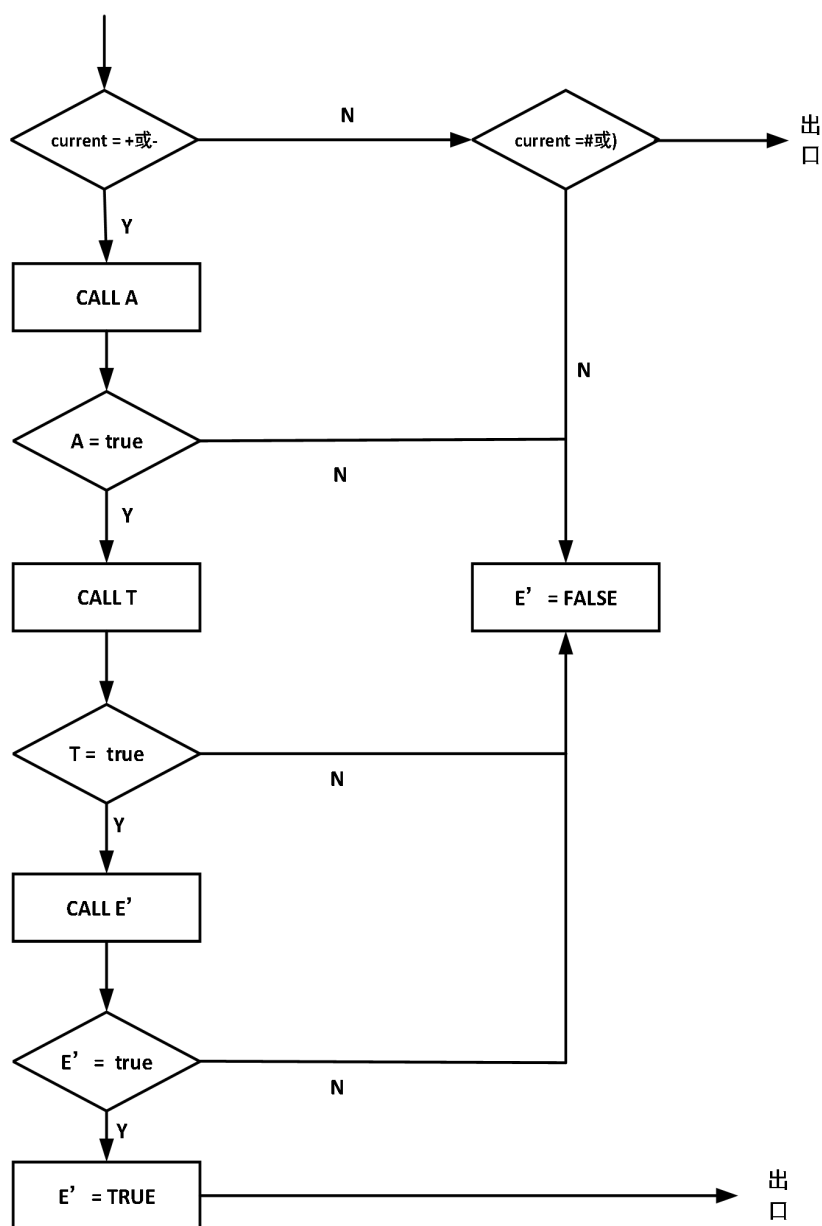 current = +或-
N
current =#或)
出
口
Y
CALL A
N
A = true
N
Y
CALL T
E’ = FALSE
T = true
N
Y
CALL E’
E’ = true
N
Y
E’ = TRUE
出
口